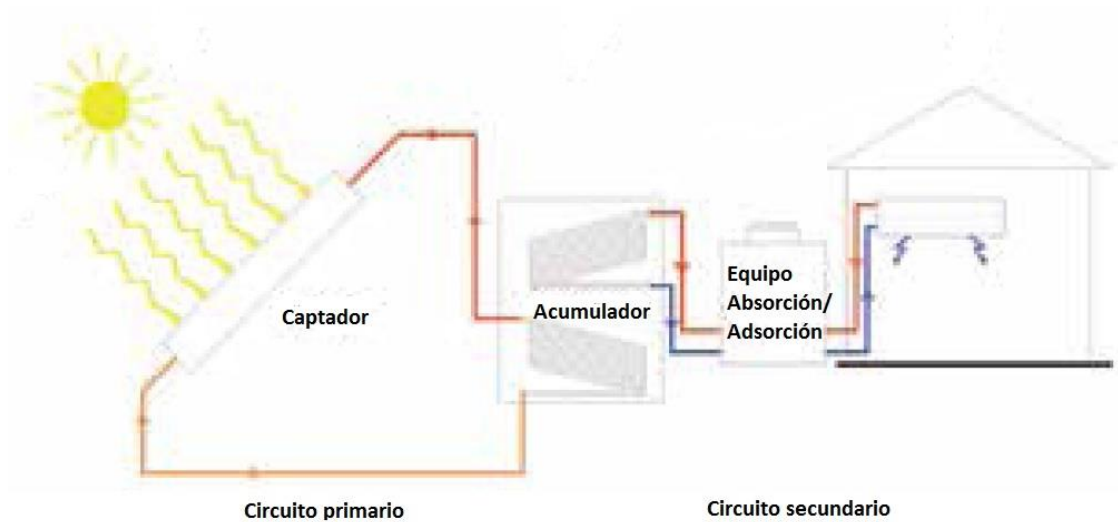 Captador
Acumulador
Equipo
Absorción/
Adsorción
Circuito primario
Circuito secundario